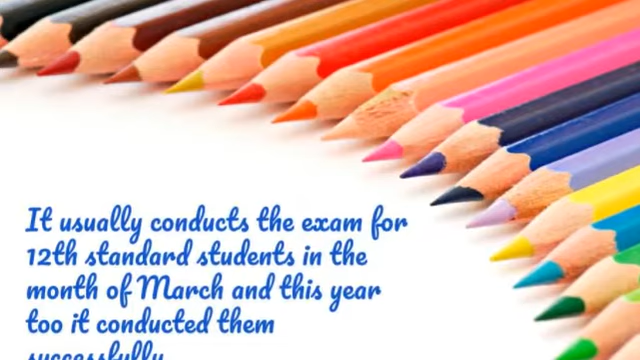 It usually conducts the exam for
12th standard students in the
month of March and this year
too it conducted them
successfully